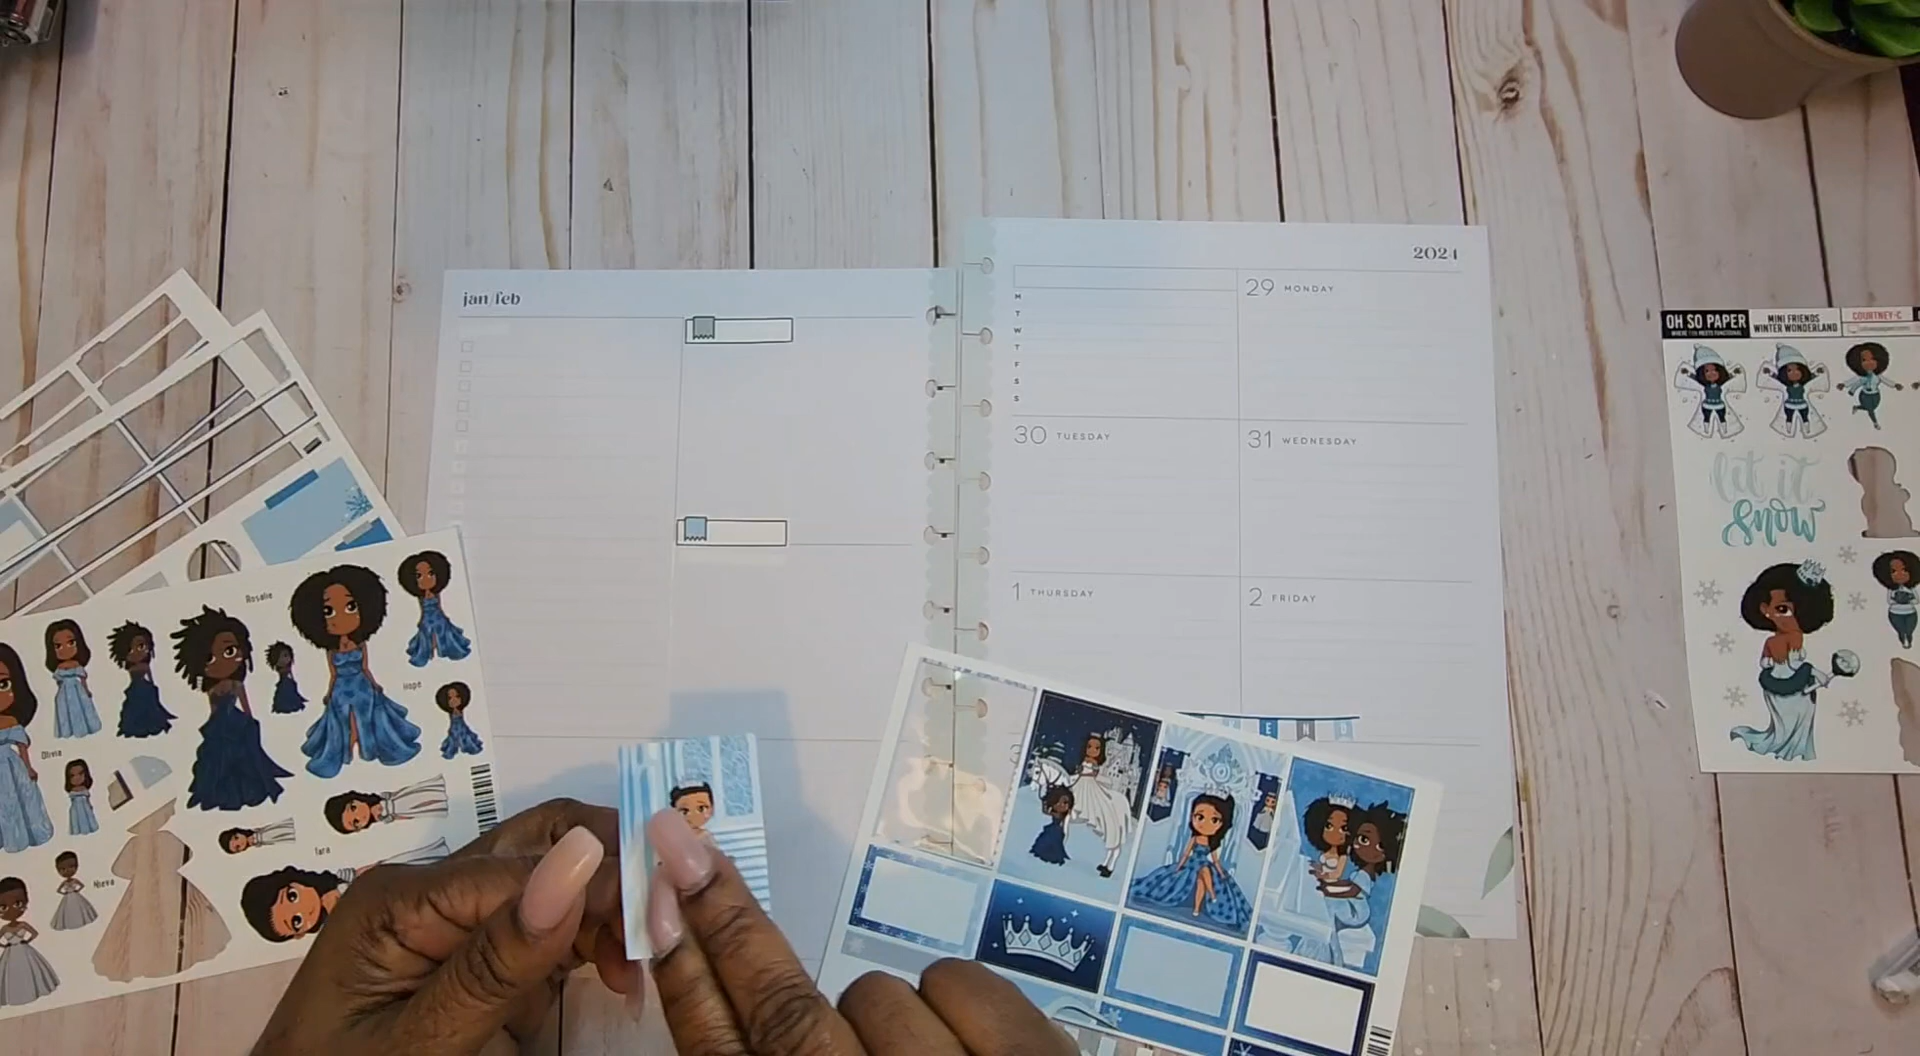 jan/feb
2024
M
T
W
T
F
S
S
29 MONDAY
30 TUESDAY
31 WEDNESDAY
1 THURSDAY
2 FRIDAY
E N D
OH SO PAPER
MINI FRIENDS
WINTER WONDERLAND
COURTNEY-C
let it
snow
Rosalie
Hope
Olivia
Iara
Nieve